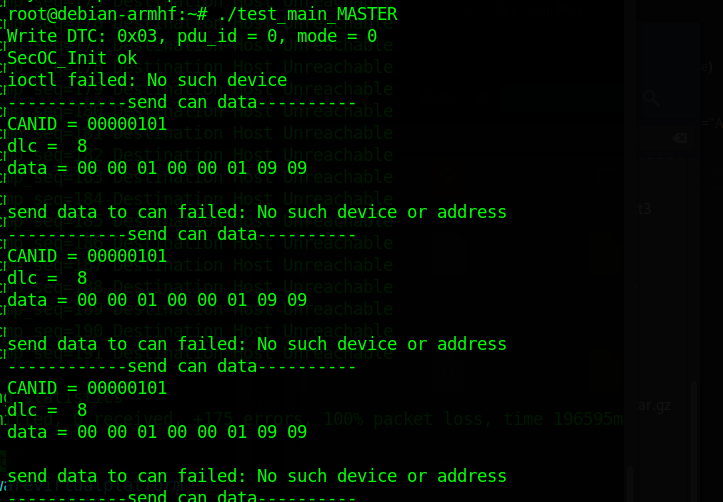 root@debian-armhf:~# ./test_main_MASTER
Write DTC: 0x03, pdu_id = 0, mode = 0
SecOC_Init ok
ioctl failed: No such device
------------send can data----------
CANID = 00000101
dlc =  8
data = 00 00 01 00 00 01 09 09
send data to can failed: No such device or address
------------send can data----------
CANID = 00000101
dlc =  8
data = 00 00 01 00 00 01 09 09
send data to can failed: No such device or address
------------send can data----------
CANID = 00000101
dlc =  8
data = 00 00 01 00 00 01 09 09
send data to can failed: No such device or address
------------send can data----------